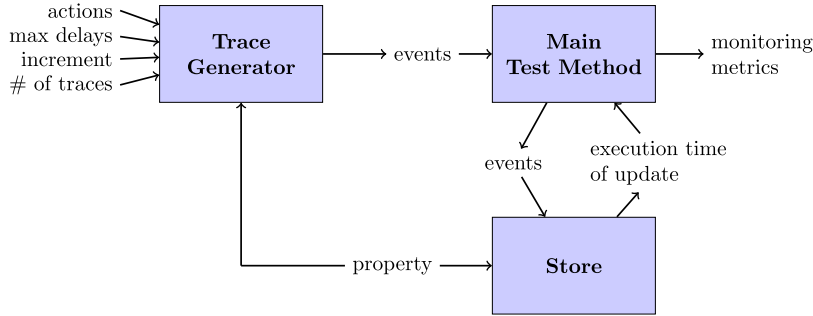 actions
max delays
increment
# of traces
Trace
Generator
events
Main
Test Method
monitoring
metrics
events
execution time
of update
property
Store